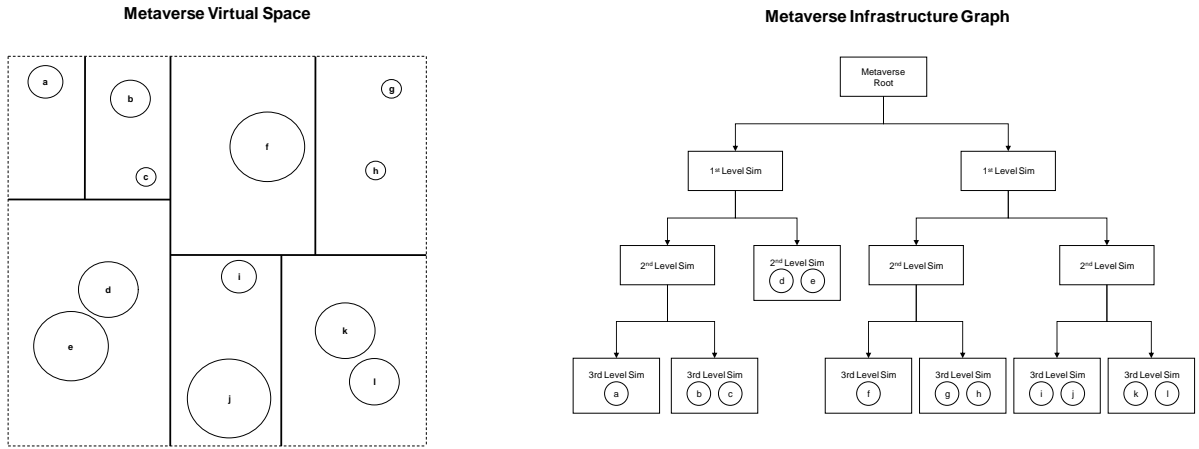 Metaverse Virtual Space
a
b
c
d
e
f
g
h
i
j
k
l
Metaverse Infrastructure Graph
Metaverse
Root
1st Level Sim
1st Level Sim
2nd Level Sim
2nd Level Sim
d e
2nd Level Sim
2nd Level Sim
3rd Level Sim
a
3rd Level Sim
b c
3rd Level Sim
f
3rd Level Sim
g h
3rd Level Sim
i j
3rd Level Sim
k l